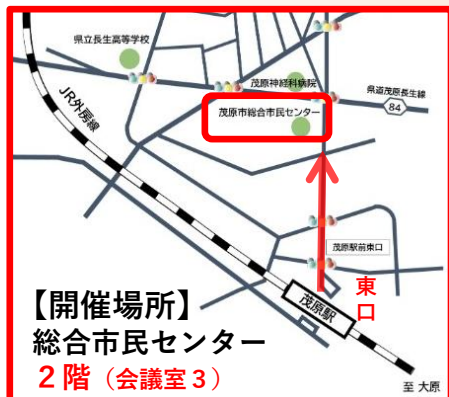 県立長生高等学校
茂原神経科病院
県道茂原長生線
84
茂原市総合市民センター
JR外房線
茂原駅前東口
東口
茂原駅
【開催場所】
総合市民センター
2階（会議室3）
至 大原